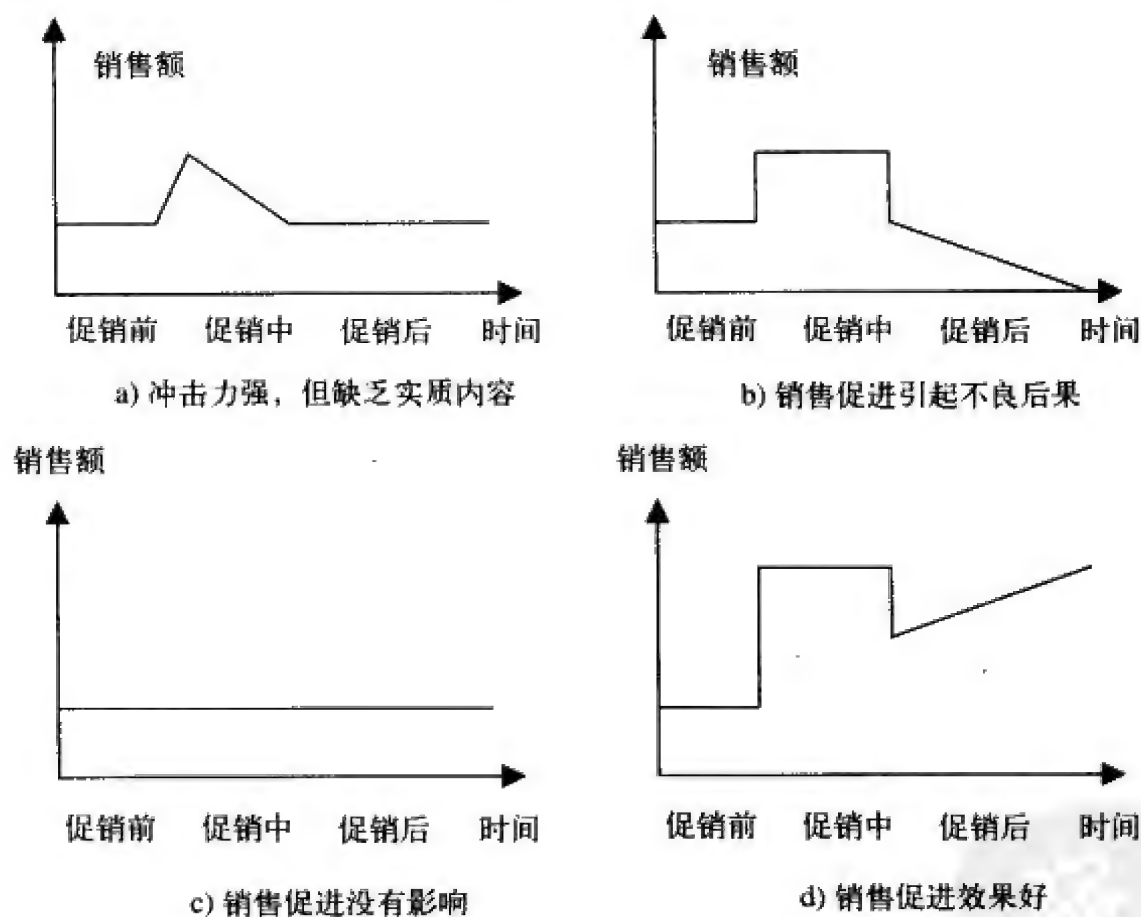 销售额 销售额
促销前 促销中 促销后 时间 促销前 促销中 促销后 时间
a) 冲击力强，但缺乏实质内容 b) 销售促进引起不良后果
销售额 销售额
促销前 促销中 促销后 时间 促销前 促销中 促销后 时间
c) 销售促进没有影响 d) 销售促进效果好